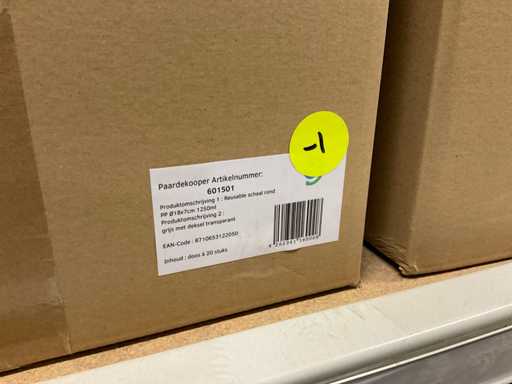 -1
Paardekooper Artikelnummer:
601501
Produktomschrijving 1 : Reusable schaal rond
PP Ø18x7cm 1250ml
Produktomschrijving 2 :
grijs met deksel transparant
EAN-Code : 8710653122050
Inhoud : doos à 20 stuks